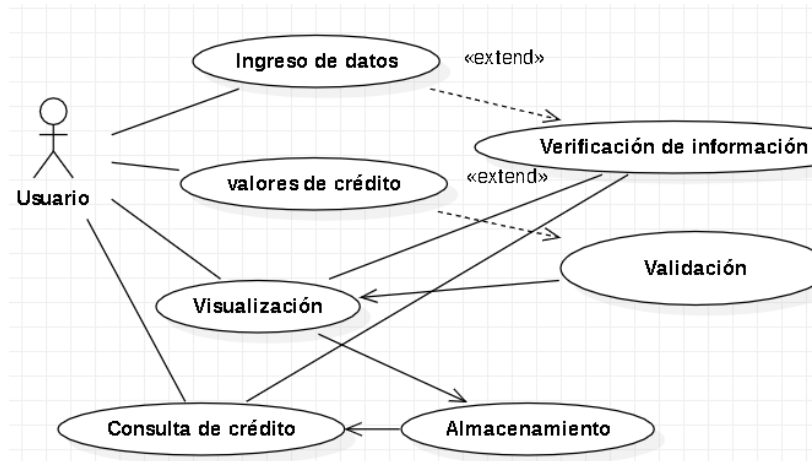 Ingreso de datos
«extend»
Verificación de información
valores de crédito
«extend»
Usuario
Validación
Visualización
Consulta de crédito
Almacenamiento